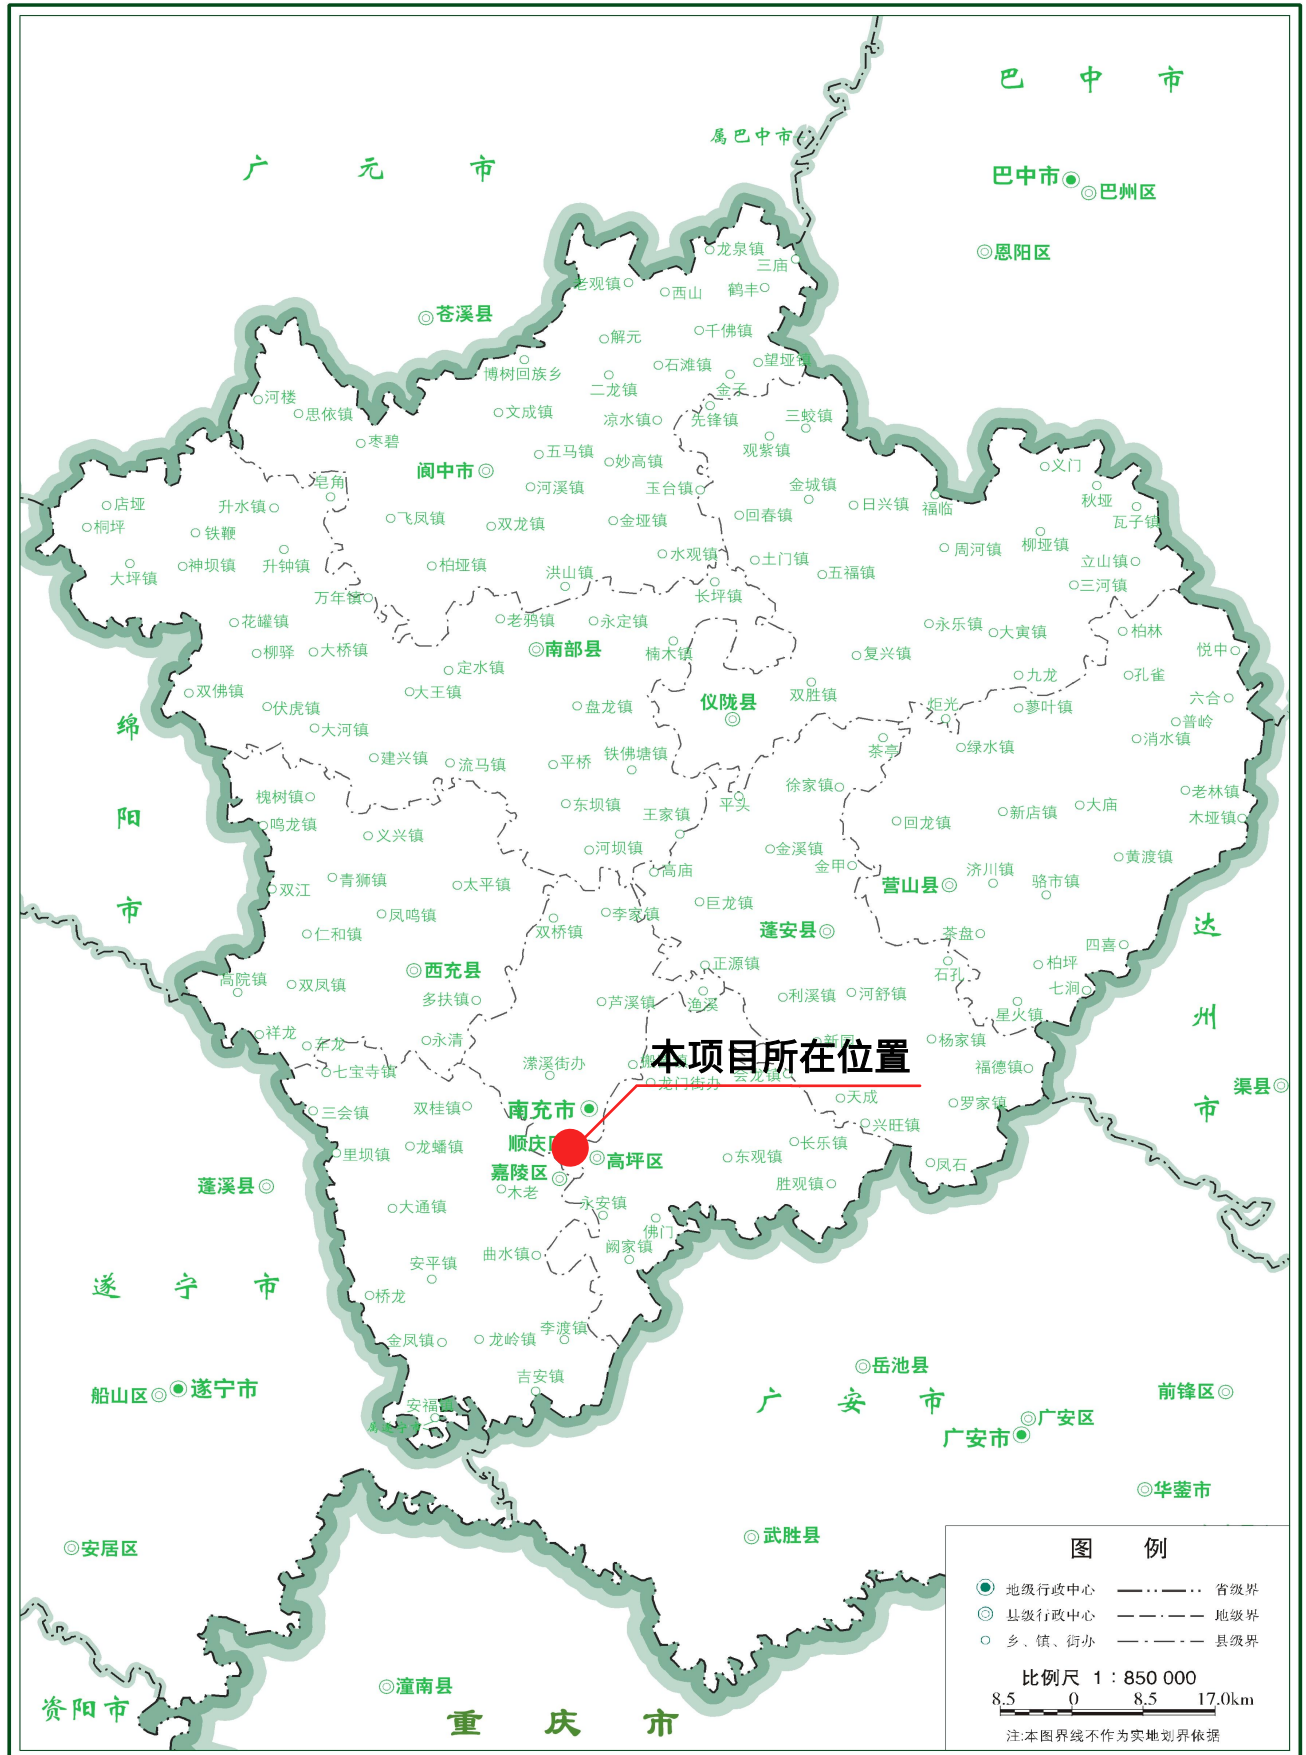 巴中市
属巴中市
广元市
巴中市
巴州区
恩阳区
龙泉镇
三庙
老观镇
西山
鹤丰
苍溪县
解元
千佛镇
博树回族乡
石滩镇
望垭镇
二龙镇
金子
河楼
思依镇
文成镇
凉水镇
先锋镇
三蛟镇
枣碧
五马镇
妙高镇
观紫镇
阆中市
义门
皂角
河溪镇
玉台镇
金城镇
店垭
升水镇
日兴镇
福临
秋垭
桐坪
飞凤镇
双龙镇
金垭镇
回春镇
瓦子镇
铁鞭
周河镇
柳垭镇
神坝镇
升钟镇
柏垭镇
水观镇
土门镇
立山镇
大坪镇
洪山镇
五福镇
三河镇
万年镇
长坪镇
花罐镇
老鸦镇
永定镇
永乐镇
大寅镇
柏林
柳驿
大桥镇
南部县
楠木镇
复兴镇
悦中
定水镇
九龙
孔雀
双佛镇
大王镇
双胜镇
六合
伏虎镇
盘龙镇
仪陇县
炬光
蓼叶镇
普岭
绵阳市
大河镇
消水镇
建兴镇
流马镇
平桥
铁佛塘镇
茶亭
绿水镇
槐树镇
徐家镇
老林镇
东坝镇
王家镇
平头
新店镇
大庙
鸣龙镇
义兴镇
回龙镇
木垭镇
河坝镇
金溪镇
黄渡镇
双江
青狮镇
太平镇
高庙
金甲
营山县
济川镇
骆市镇
凤鸣镇
李家镇
巨龙镇
仁和镇
双桥镇
蓬安县
茶盘
四喜
达州市
西充县
正源镇
石孔
柏坪
高院镇
双凤镇
多扶镇
芦溪镇
渔溪
利溪镇
河舒镇
七涧
星火镇
祥龙
车龙
永清
杨家镇
本项目所在位置
七宝寺镇
潆溪街办
龙门街办
会龙镇
福德镇
渠县
三会镇
双桂镇
南充市
天成
罗家镇
兴旺镇
里坝镇
龙蟠镇
顺庆
高坪区
东观镇
长乐镇
凤石
嘉陵区
木老
胜观镇
蓬溪县
大通镇
永安镇
佛门
曲水镇
阙家镇
安平镇
遂宁市
桥龙
金凤镇
龙岭镇
李渡镇
吉安镇
船山区
遂宁市
安福
岳池县
广安市
前锋区
广安区
广安市
华蓥市
武胜县
安居区
潼南县
资阳市
重庆市
图例
地级行政中心 省级界
县级行政中心 地级界
乡、镇、街办 县级界
比例尺 1：850 000
8.5 0 8.5 17.0km
注:本图界线不作为实地划界依据